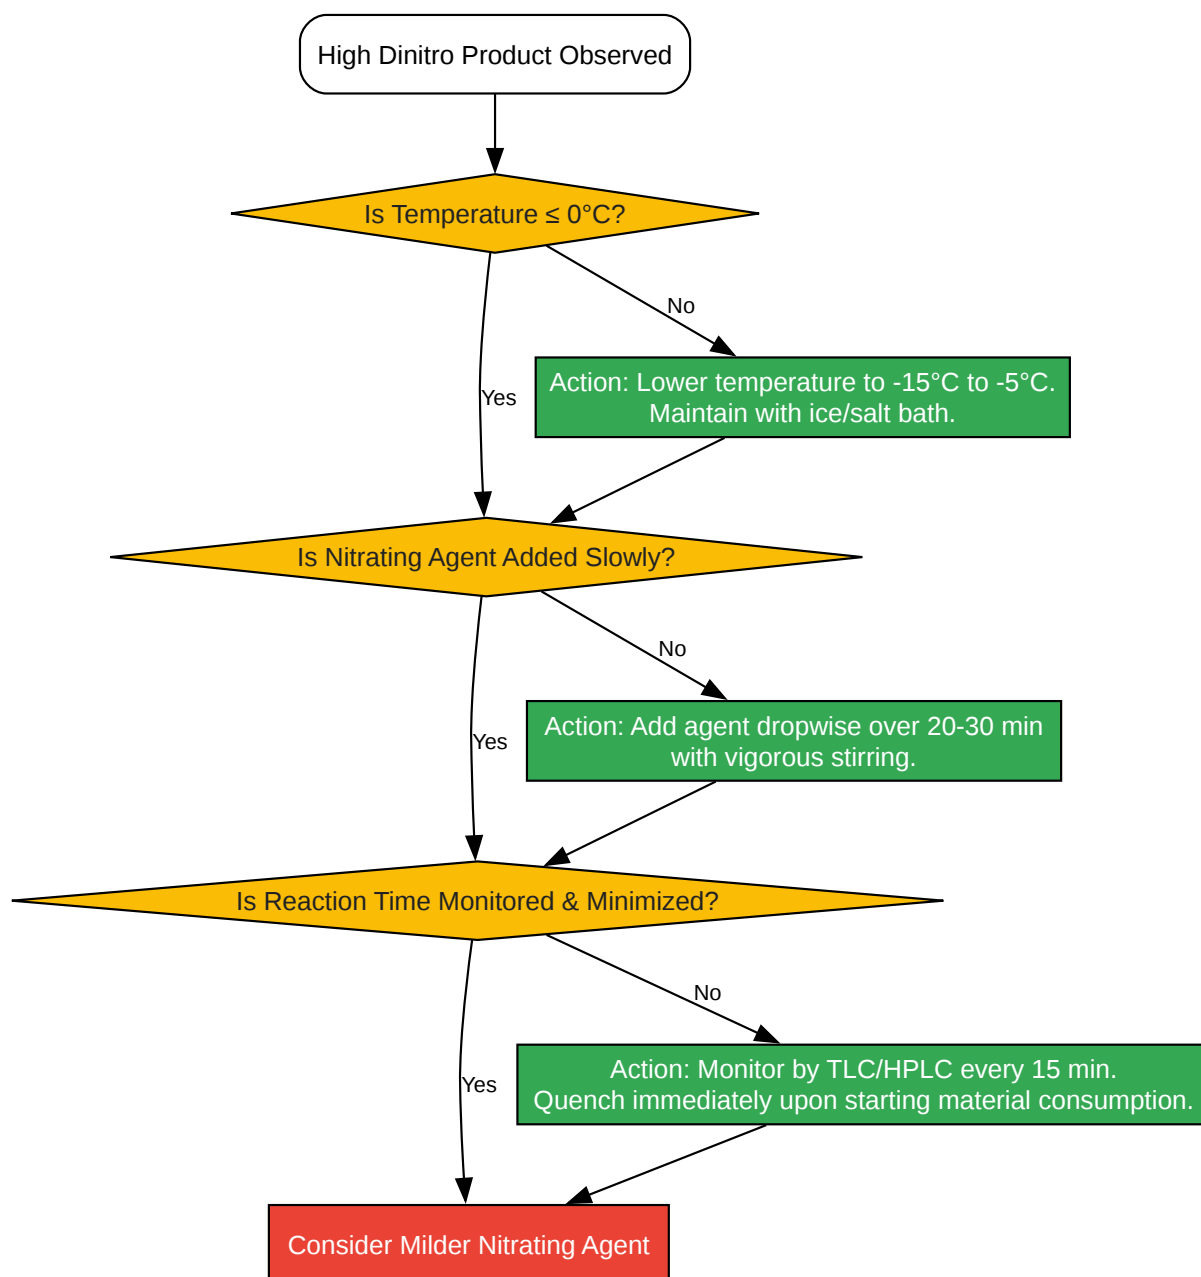 High Dinitro Product Observed
Is Temperature ≤ 0°C?
No
Action: Lower temperature to -15°C to -5°C.
Maintain with ice/salt bath.
Yes
Is Nitrating Agent Added Slowly?
No
Action: Add agent dropwise over 20-30 min
with vigorous stirring.
Yes
Is Reaction Time Monitored & Minimized?
No
Action: Monitor by TLC/HPLC every 15 min.
Quench immediately upon starting material consumption.
Yes
Consider Milder Nitrating Agent